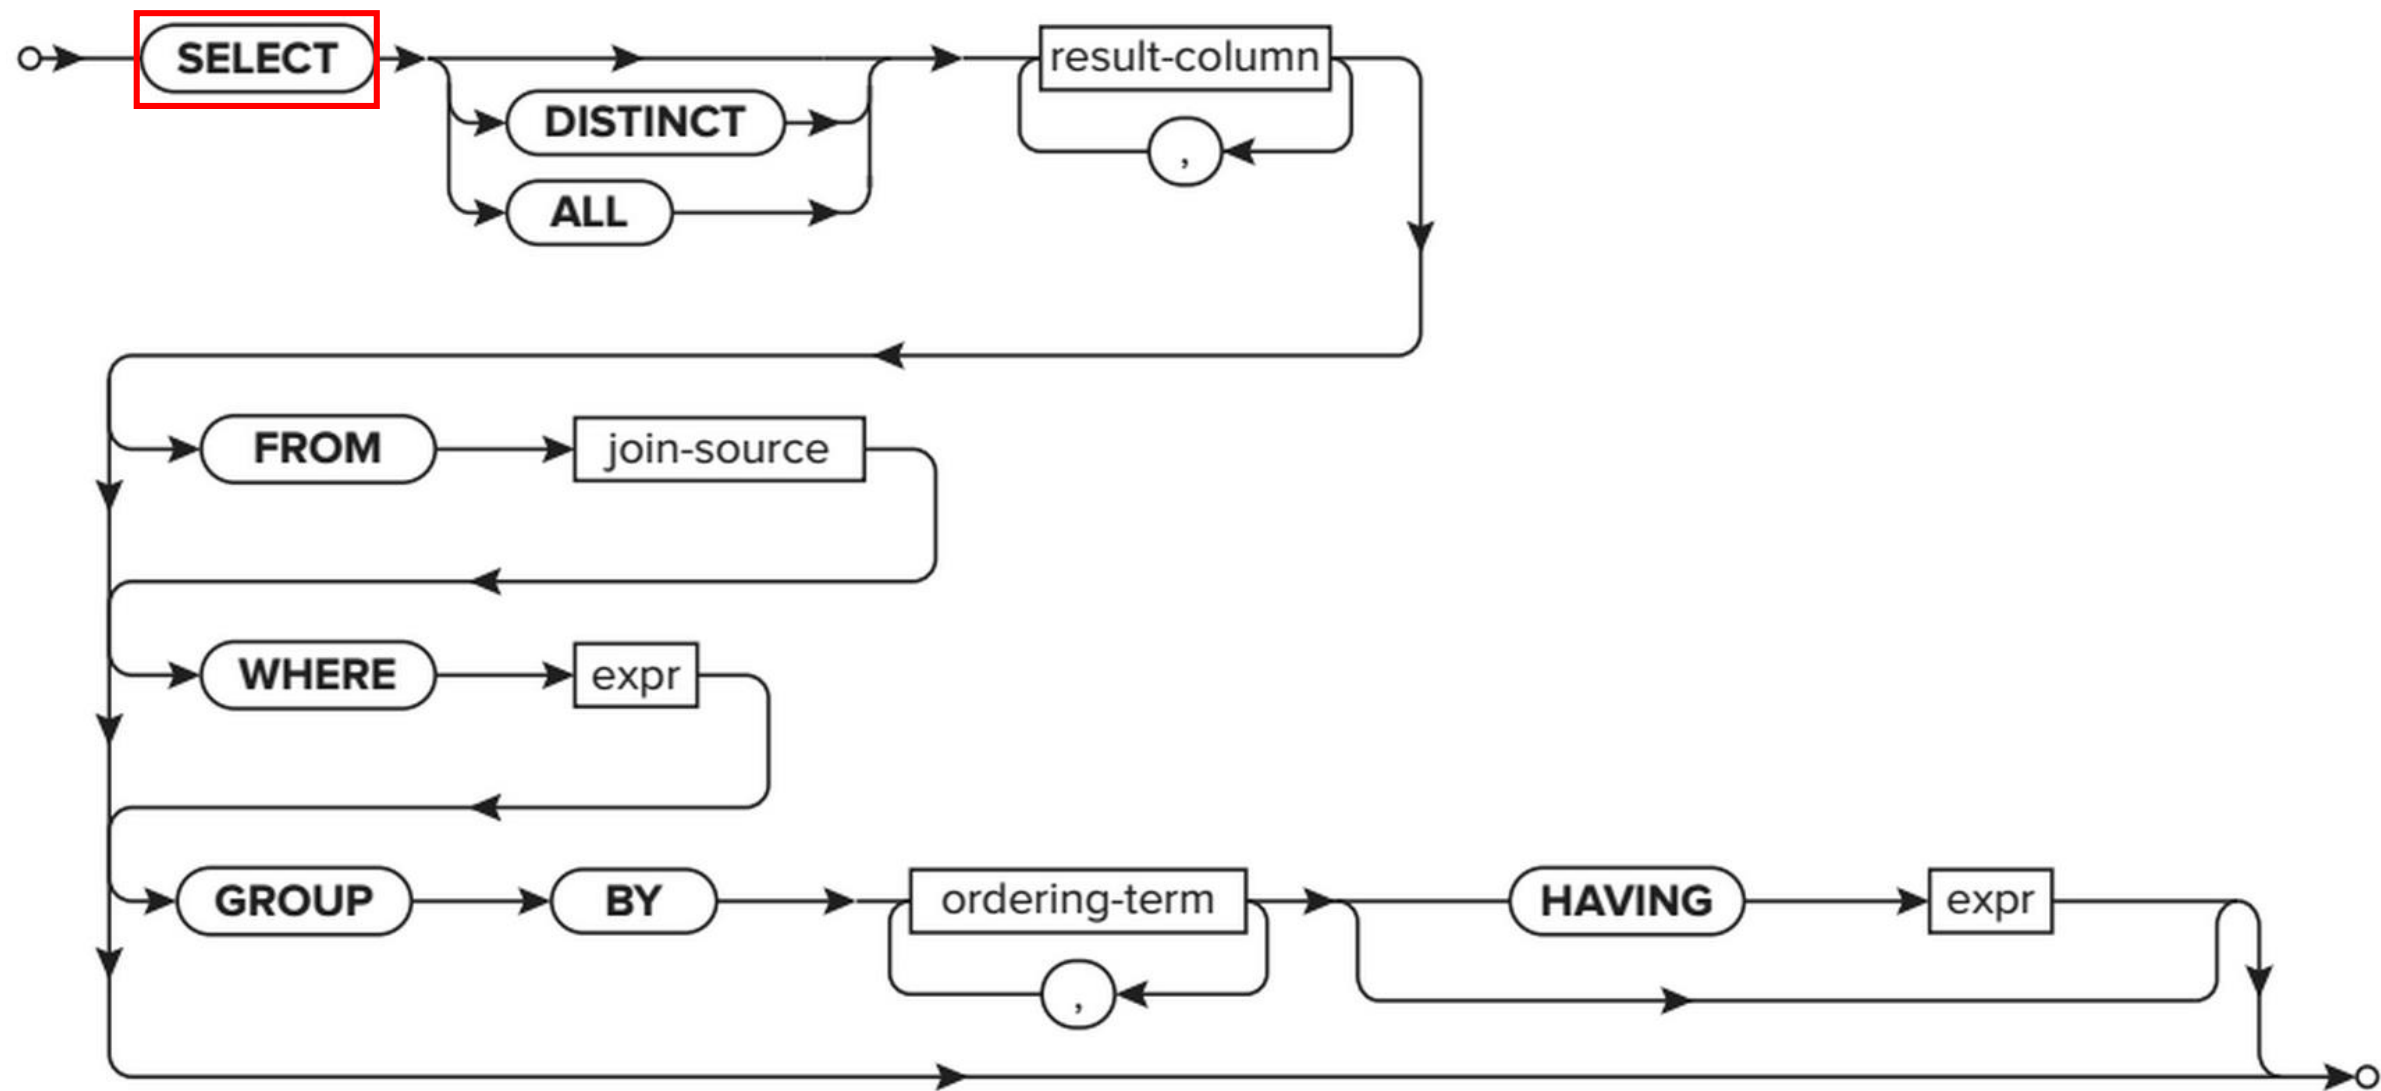 SELECT
result-column
DISTINCT
,
ALL
FROM join-source
WHERE expr
GROUP BY ordering-term HAVING expr
,